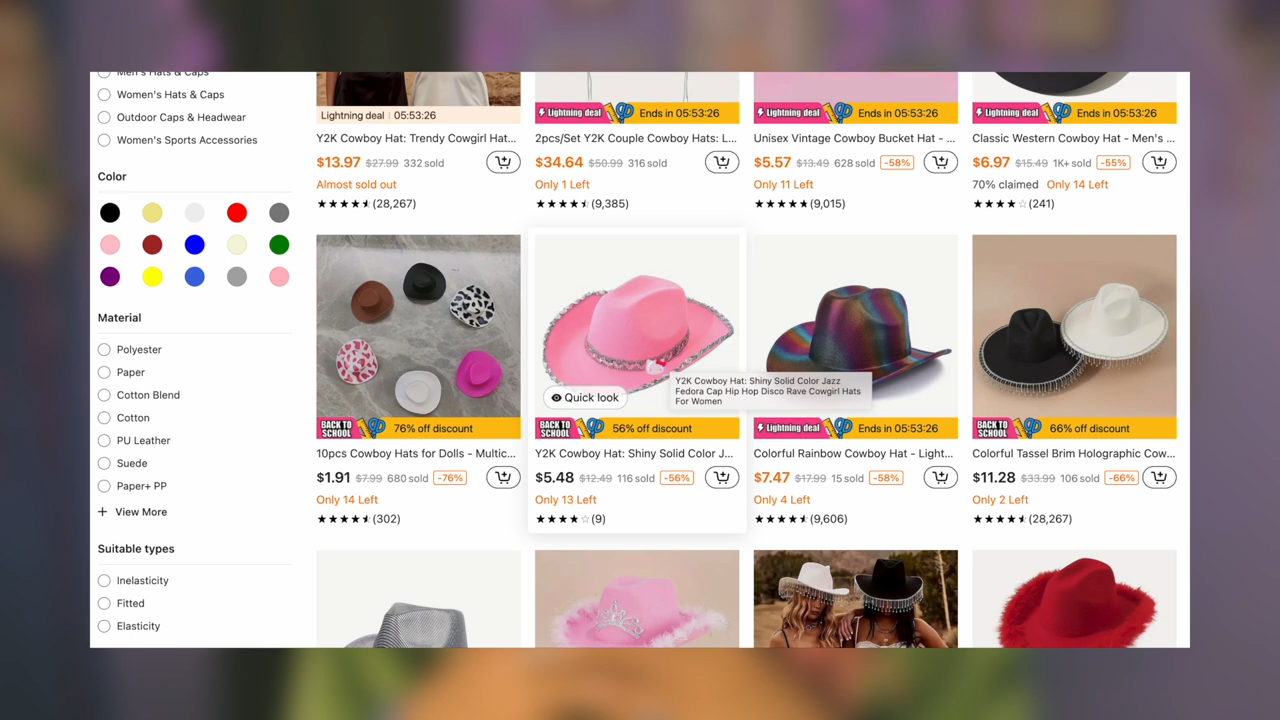 Men's Hats & Caps
Women's Hats & Caps
Outdoor Caps & Headwear
Women's Sports Accessories
Color
Material
Polyester
Paper
Cotton Blend
Cotton
PU Leather
Suede
Paper+ PP
+ View More
Suitable types
Inelasticity
Fitted
Elasticity
Lightning deal | 05:53:26
Y2K Cowboy Hat: Trendy Cowgirl Hat...
$13.97 $27.99 332 sold
Almost sold out
★★★★⯨ (28,267)
Lightning deal Ends in 05:53:26
2pcs/Set Y2K Couple Cowboy Hats: L...
$34.64 $50.99 316 sold
Only 1 Left
(9,385)
Lightning deal Ends in 05:53:26
Unisex Vintage Cowboy Bucket Hat - ...
$5.57 $13.49 628 sold -58%
Only 11 Left
(9,015)
Lightning deal Ends in 05:53:26
Classic Western Cowboy Hat - Men's ...
$6.97 $15.49 1K+ sold -55%
70% claimed Only 14 Left
(241)
BACK TO
SCHOOL 76% off discount
10pcs Cowboy Hats for Dolls - Multic...
$1.91 $7.99 680 sold -76%
Only 14 Left
(302)
Quick look
Y2K Cowboy Hat: Shiny Solid Color Jazz
Fedora Cap Hip Hop Disco Rave Cowgirl Hats
For Women
BACK TO
SCHOOL 56% off discount
Y2K Cowboy Hat: Shiny Solid Color J...
$5.48 $12.49 116 sold -56%
Only 13 Left
(9)
Lightning deal Ends in 05:53:26
Colorful Rainbow Cowboy Hat - Light...
$7.47 $17.99 15 sold -58%
Only 4 Left
(9,606)
BACK TO
SCHOOL 66% off discount
Colorful Tassel Brim Holographic Cow...
$11.28 $33.99 106 sold -66%
Only 2 Left
(28,267)